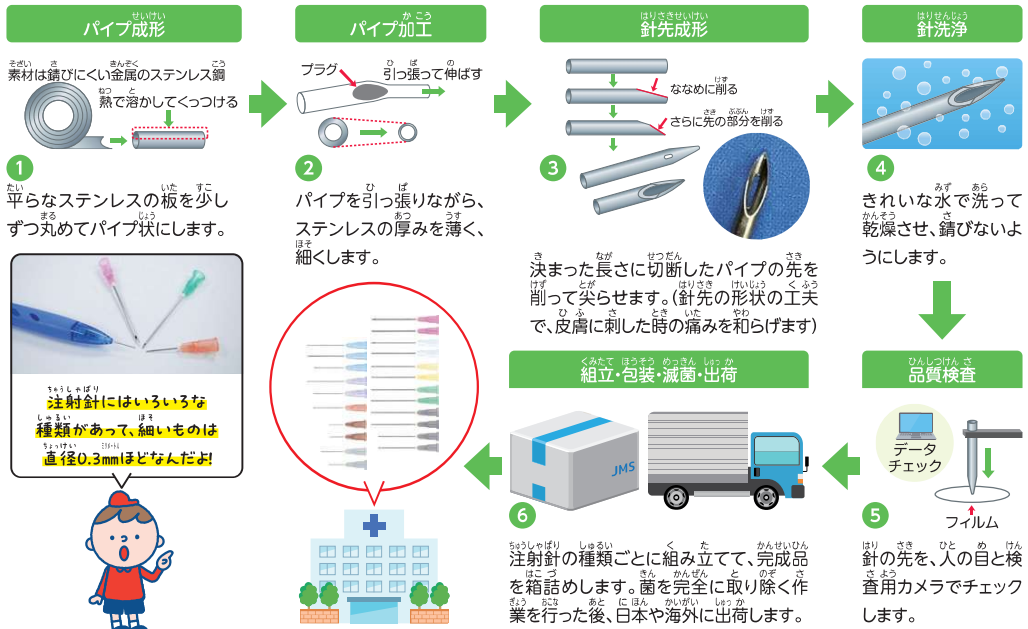 パイプ成形
素材は錆びにくい金属のステンレス鋼
熱で溶かしてくっつける
1
平らなステンレスの板を少し
ずつ丸めてパイプ状にします。
パイプ加工
プラグ
引っ張って伸ばす
2
パイプを引っ張りながら、
ステンレスの厚みを薄く、
細くします。
針先成形
ななめに削る
さらに先の部分を削る
3
決まった長さに切断したパイプの先を
削って尖らせます。(針先の形状の工夫
で、皮膚に刺した時の痛みを和らげます)
針洗浄
4
きれいな水で洗って
乾燥させ、錆びないよ
うにします。
品質検査
データ
チェック
フィルム
5
針の先を、人の目と検
査用カメラでチェック
します。
組立・包装・滅菌・出荷
JMS
6
注射針の種類ごとに組み立てて、完成品
を箱詰めします。菌を完全に取り除く作
業を行った後、日本や海外に出荷します。
注射針にはいろいろな
種類があって、細いものは
直径0.3mmほどなんだよ!